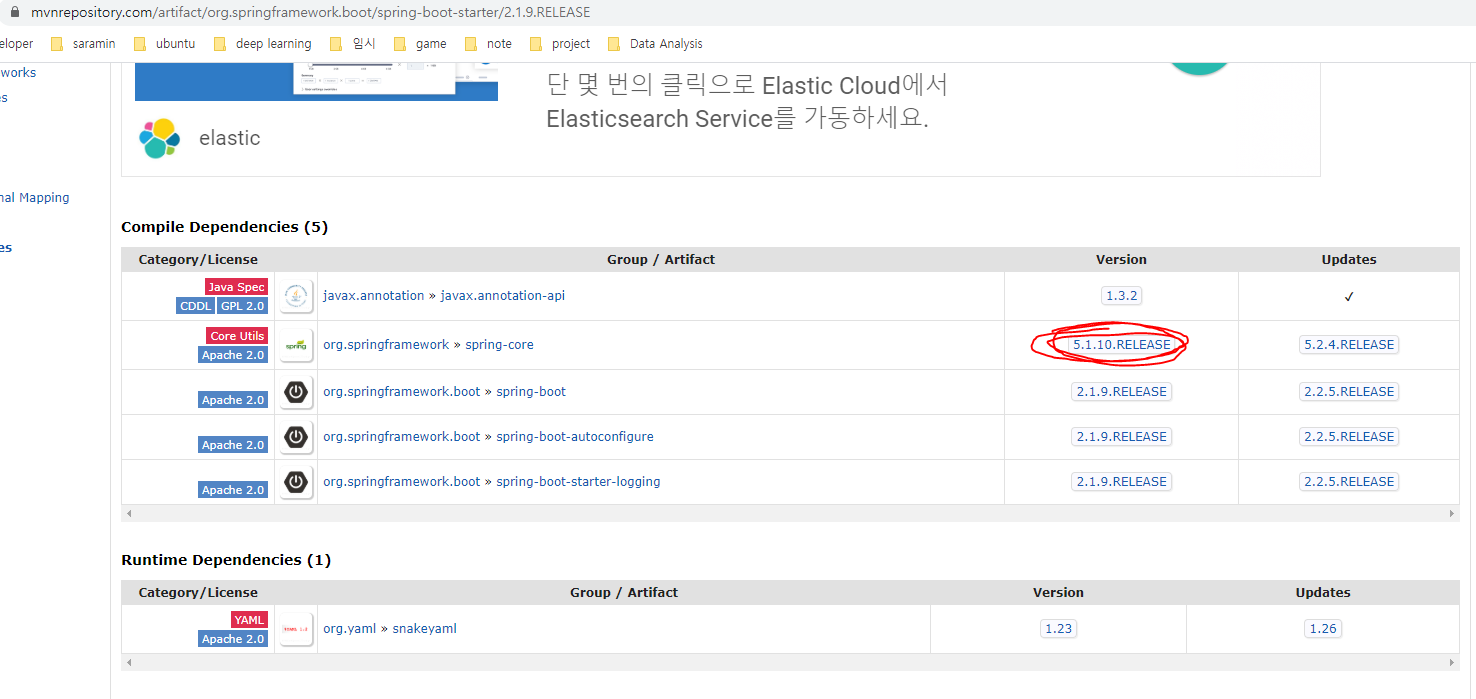 mvnrepository.com/artifact/org.springframework.boot/spring-boot-starter/2.1.9.RELEASE
eloper saramin ubuntu deep learning 임시 game note project Data Analysis
works
s
nal Mapping
es
단 몇 번의 클릭으로 Elastic Cloud에서
Elasticsearch Service를 가동하세요.
elastic
Compile Dependencies (5)
Category/License Group / Artifact Version Updates
Java Spec
CDDL GPL 2.0 javax.annotation » javax.annotation-api 1.3.2 ✓
Core Utils
Apache 2.0 spring org.springframework » spring-core 5.1.10.RELEASE 5.2.4.RELEASE
Apache 2.0 org.springframework.boot » spring-boot 2.1.9.RELEASE 2.2.5.RELEASE
Apache 2.0 org.springframework.boot » spring-boot-autoconfigure 2.1.9.RELEASE 2.2.5.RELEASE
Apache 2.0 org.springframework.boot » spring-boot-starter-logging 2.1.9.RELEASE 2.2.5.RELEASE
Runtime Dependencies (1)
Category/License Group / Artifact Version Updates
YAML
Apache 2.0 org.yaml » snakeyaml 1.23 1.26